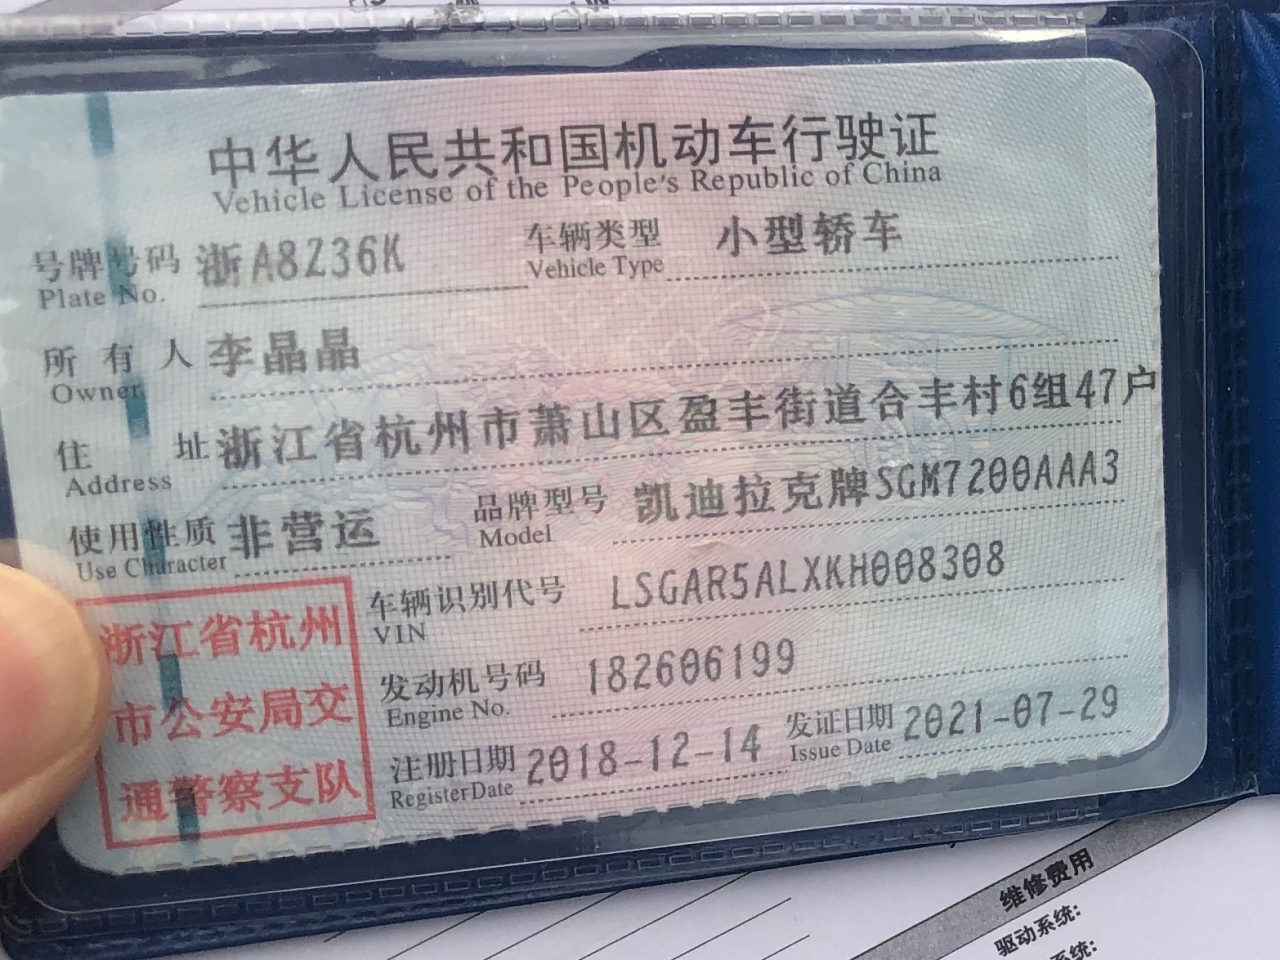 中华人民共和国机动车行驶证
Vehicle License of the People's Republic of China
号牌号码 浙A8Z36K 车辆类型 小型轿车
Plate No. Vehicle Type
所有人 李晶晶
Owner
住址 浙江省杭州市萧山区盈丰街道合丰村6组47户
Address
使用性质 非营运 品牌型号 凯迪拉克牌SGM7200AAA3
Use Character Model
浙江省杭州
市公安局交
通警察支队
车辆识别代号 LSGAR5ALXKH008308
VIN
发动机号码 182606199
Engine No.
注册日期 2018-12-14 发证日期 2021-07-29
Register Date Issue Date
维修费用
驱动系统:
系统: